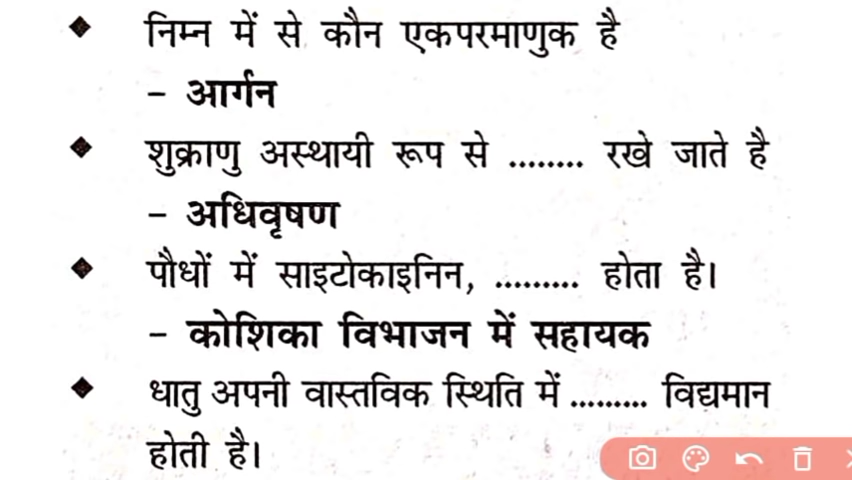 ❖ निम्न में से कौन एकपरमाणुक है
– आर्गन
❖ शुक्राणु अस्थायी रूप से ........ रखे जाते है
– अधिवृषण
❖ पौधों में साइटोकाइनिन, ......... होता है।
– कोशिका विभाजन में सहायक
❖ धातु अपनी वास्तविक स्थिति में ......... विद्यमान
होती है।